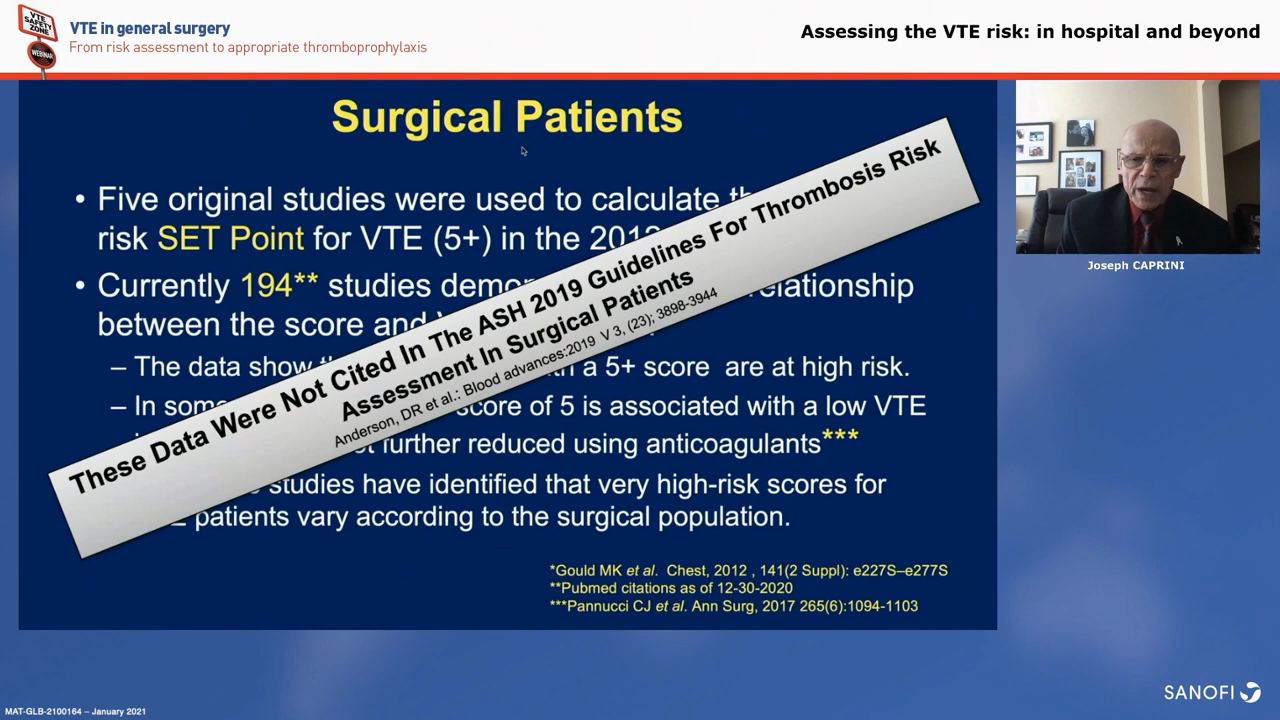 VTE
SAFETY
ZONE
WEBINAR
VTE in general surgery
From risk assessment to appropriate thromboprophylaxis
Assessing the VTE risk: in hospital and beyond
Surgical Patients
• Five original studies were used to calculate
risk SET Point for VTE (5+) in the 2012
• Currently 194** studies
between the score and
– The data show a 5+ score are at high risk.
– In some score of 5 is associated with a low VTE
further reduced using anticoagulants***
studies have identified that very high-risk scores for
patients vary according to the surgical population.
These Data Were Not Cited In The ASH 2019 Guidelines For Thrombosis Risk
Assessment In Surgical Patients
Anderson, DR et al.: Blood advances:2019 V 3, (23); 3898-3944
*Gould MK et al. Chest, 2012 , 141(2 Suppl): e227S–e277S
**Pubmed citations as of 12-30-2020
***Pannucci CJ et al. Ann Surg, 2017 265(6):1094-1103
Joseph CAPRINI
SANOFI
MAT-GLB-2100164 – January 2021